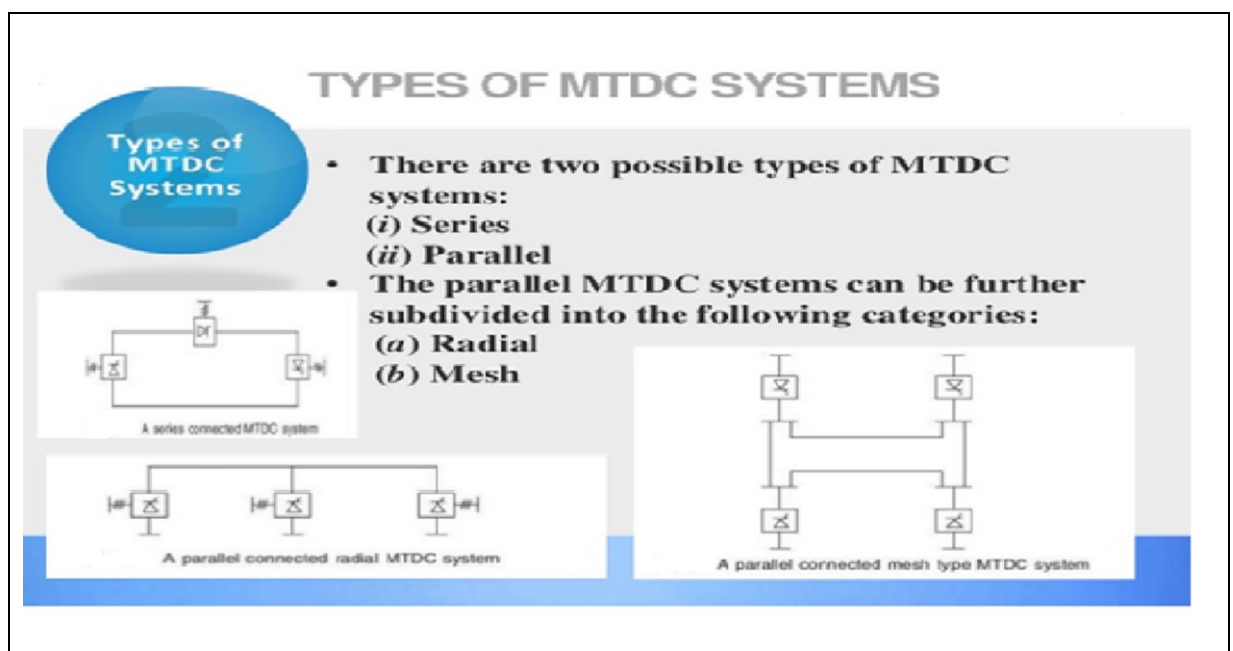 TYPES OF MTDC SYSTEMS
Types of
MTDC
Systems
• There are two possible types of MTDC
systems:
(i) Series
(ii) Parallel
• The parallel MTDC systems can be further
subdivided into the following categories:
(a) Radial
(b) Mesh
A series connected MTDC system
A parallel connected radial MTDC system
A parallel connected mesh type MTDC system